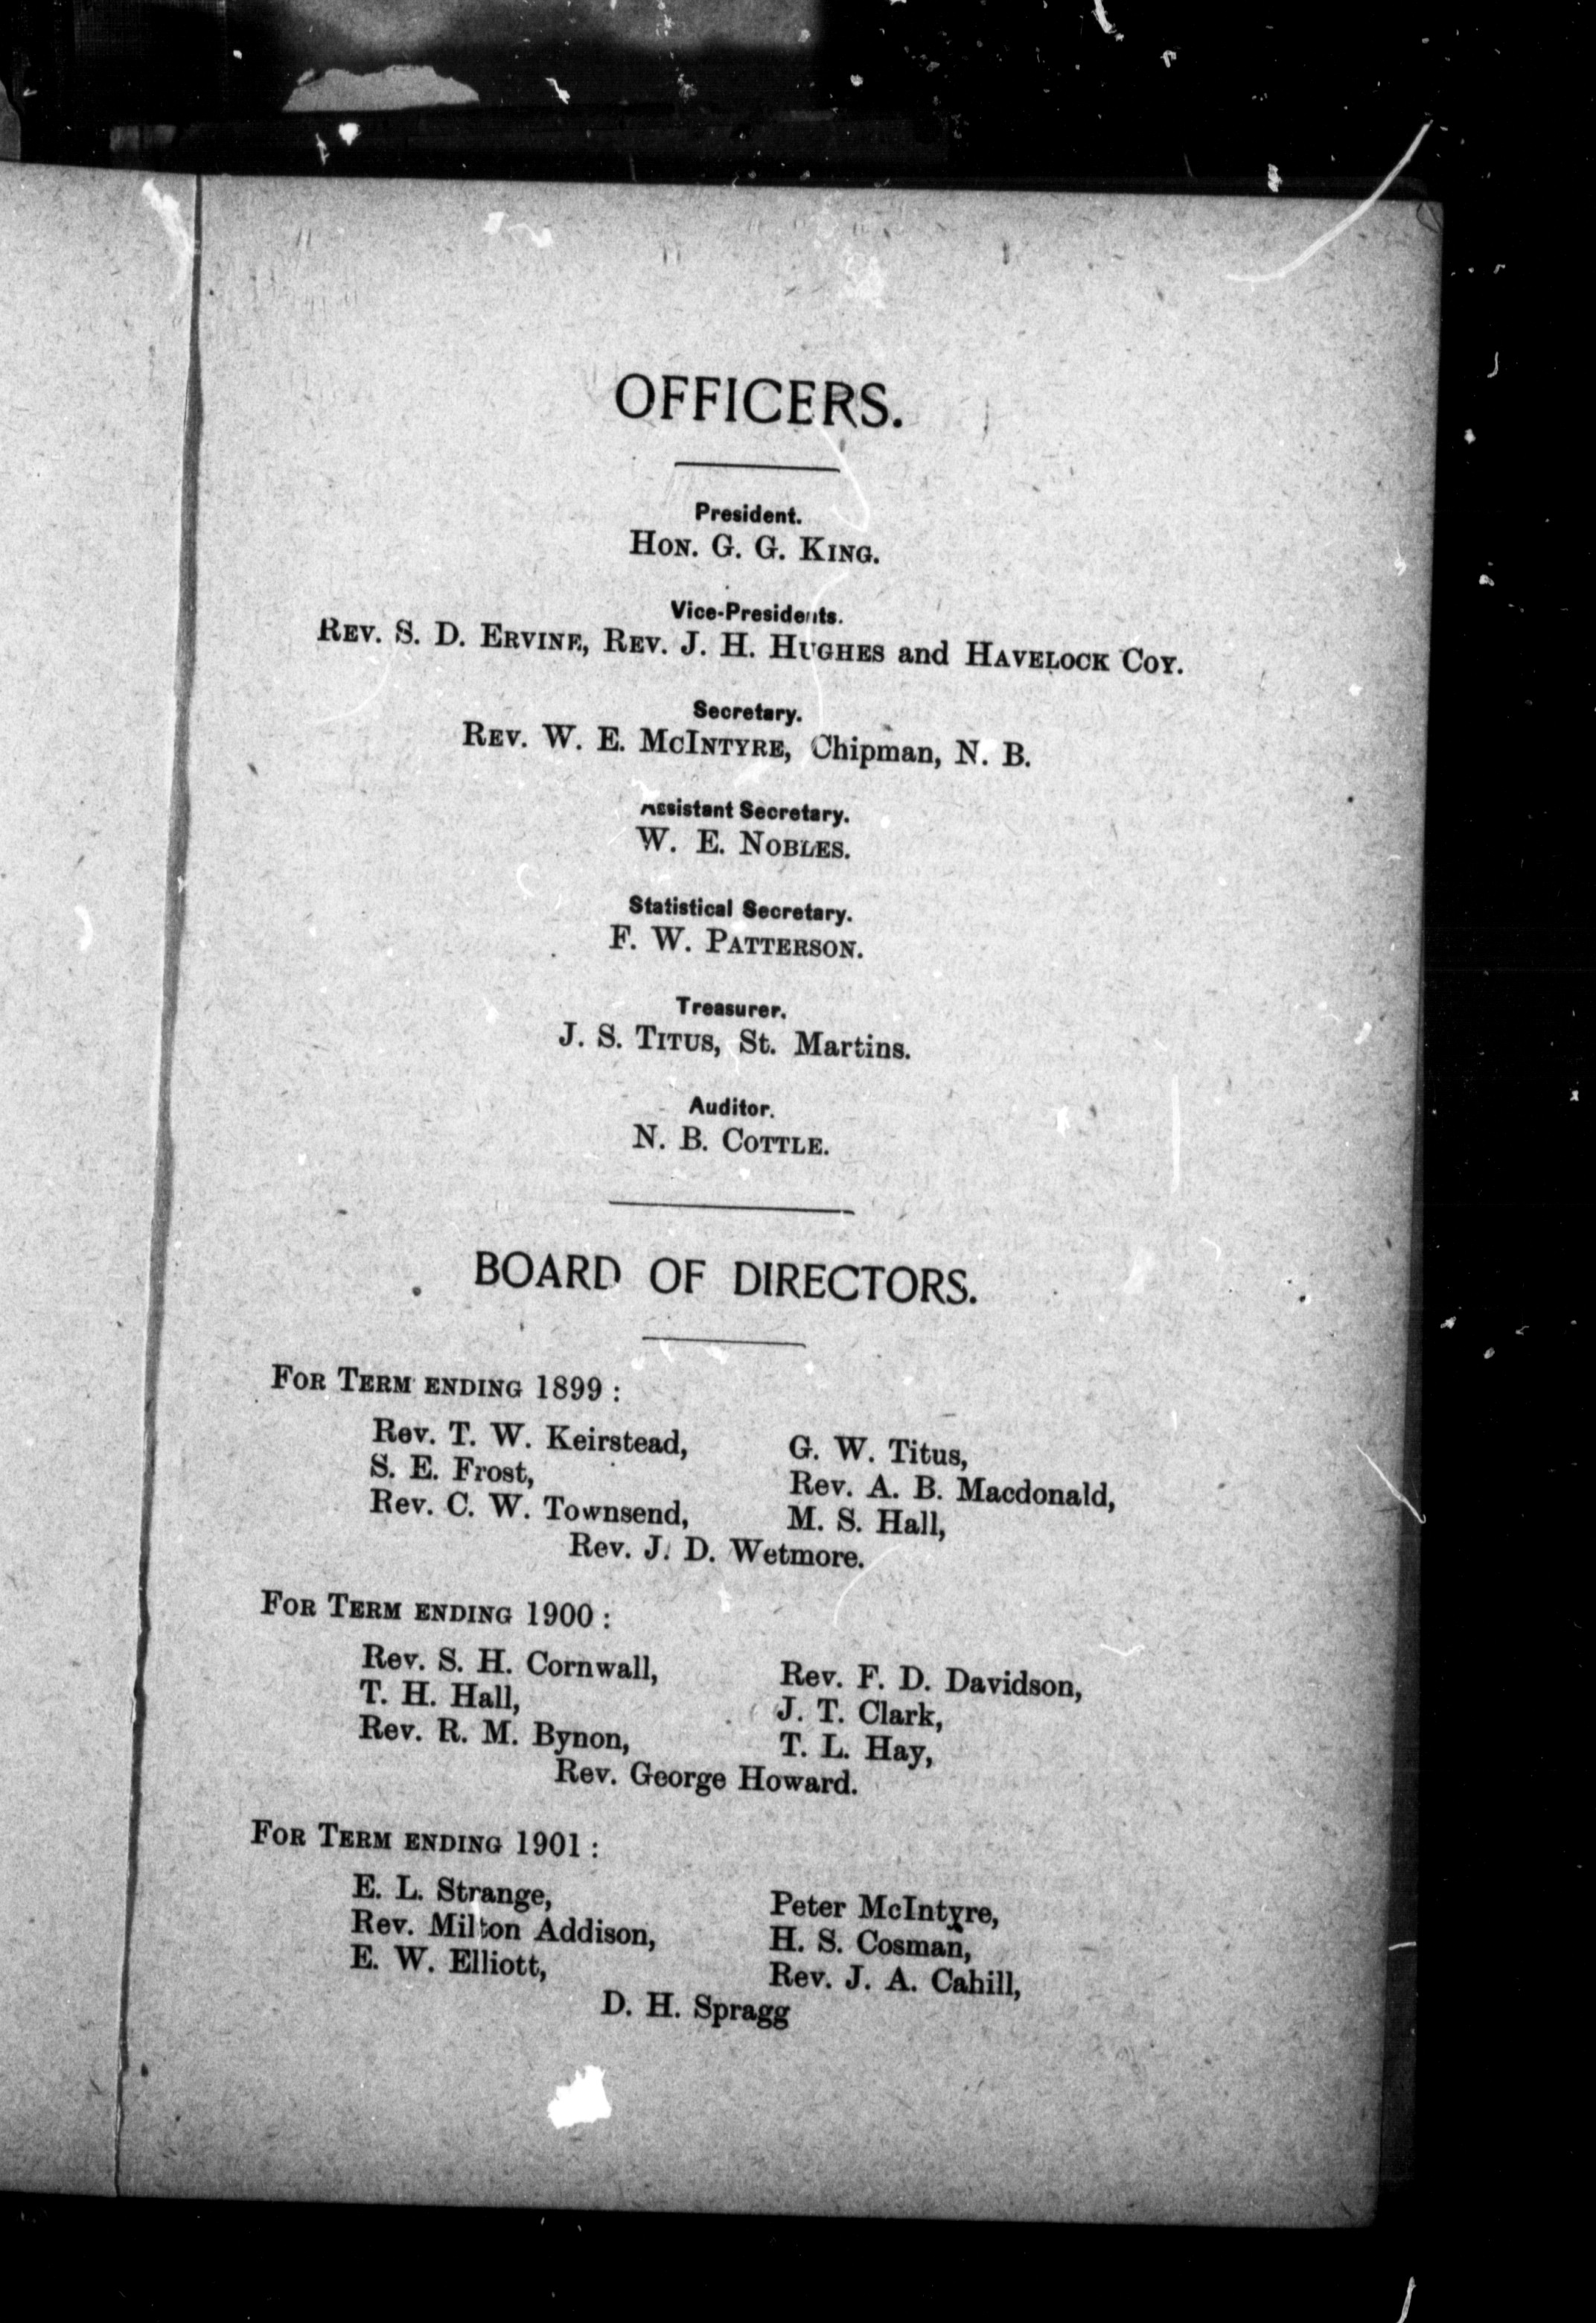 OFFICERS.
President.
HON. G. G. KING.
Vice-Presidents.
REV. S. D. ERVINE, REV. J. H. HUGHES and HAVELOCK COY.
Secretary.
REV. W. E. MCINTYRE, Chipman, N. B.
Assistant Secretary.
W. E. NOBLES.
Statistical Secretary.
F. W. PATTERSON.
Treasurer.
J. S. TITUS, St. Martins.
Auditor.
N. B. COTTLE.
BOARD OF DIRECTORS.
FOR TERM ENDING 1899 :
Rev. T. W. Keirstead, G. W. Titus,
S. E. Frost, Rev. A. B. Macdonald,
Rev. C. W. Townsend, M. S. Hall,
Rev. J. D. Wetmore.
FOR TERM ENDING 1900 :
Rev. S. H. Cornwall, Rev. F. D. Davidson,
T. H. Hall, J. T. Clark,
Rev. R. M. Bynon, T. L. Hay,
Rev. George Howard.
FOR TERM ENDING 1901 :
E. L. Strange, Peter McIntyre,
Rev. Milton Addison, H. S. Cosman,
E. W. Elliott, Rev. J. A. Cahill,
D. H. Spragg